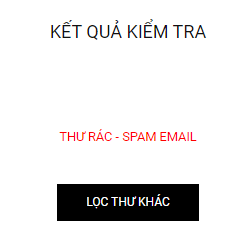 KẾT QUẢ KIỂM TRA
THƯ RÁC - SPAM EMAIL
LỌC THƯ KHÁC